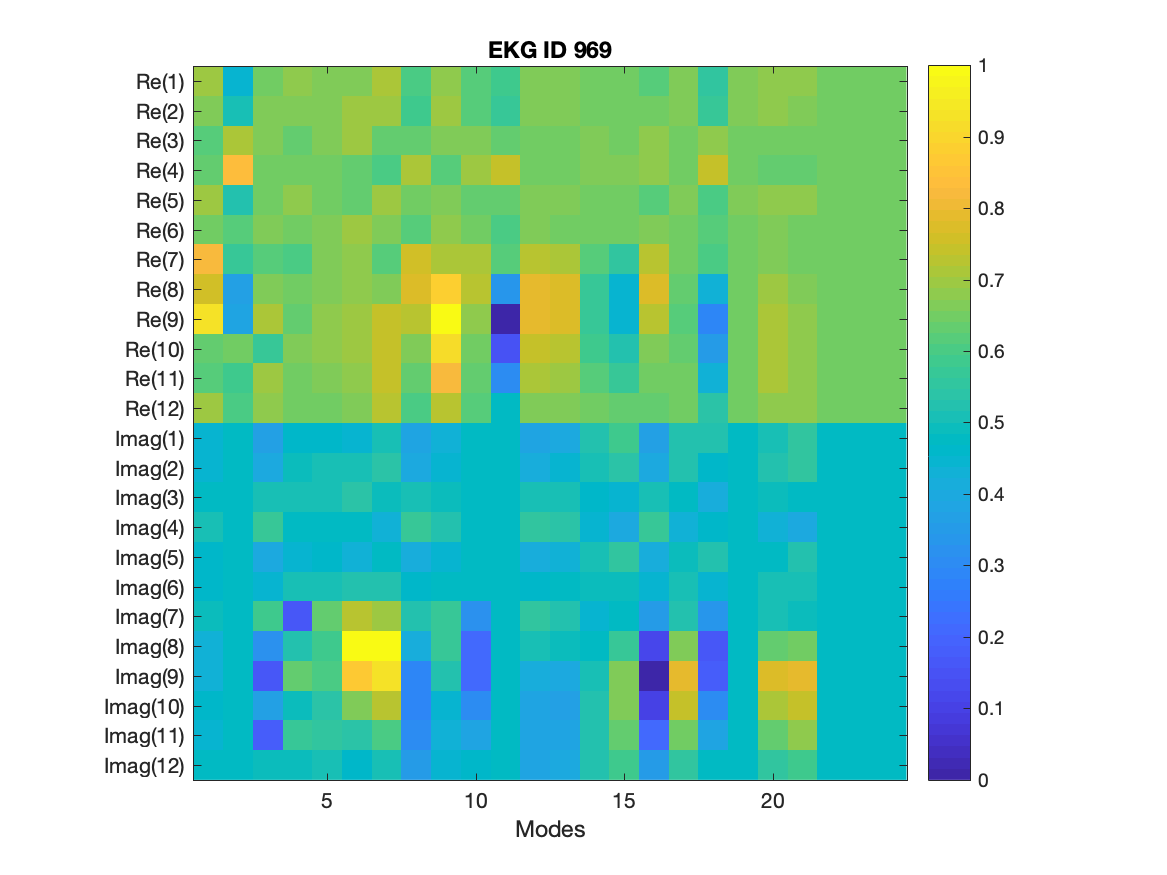 EKG ID 969
Re(1)
Re(2)
Re(3)
Re(4)
Re(5)
Re(6)
Re(7)
Re(8)
Re(9)
Re(10)
Re(11)
Re(12)
Imag(1)
Imag(2)
Imag(3)
Imag(4)
Imag(5)
Imag(6)
Imag(7)
Imag(8)
Imag(9)
Imag(10)
Imag(11)
Imag(12)
5 10 15 20
Modes
1
0.9
0.8
0.7
0.6
0.5
0.4
0.3
0.2
0.1
0